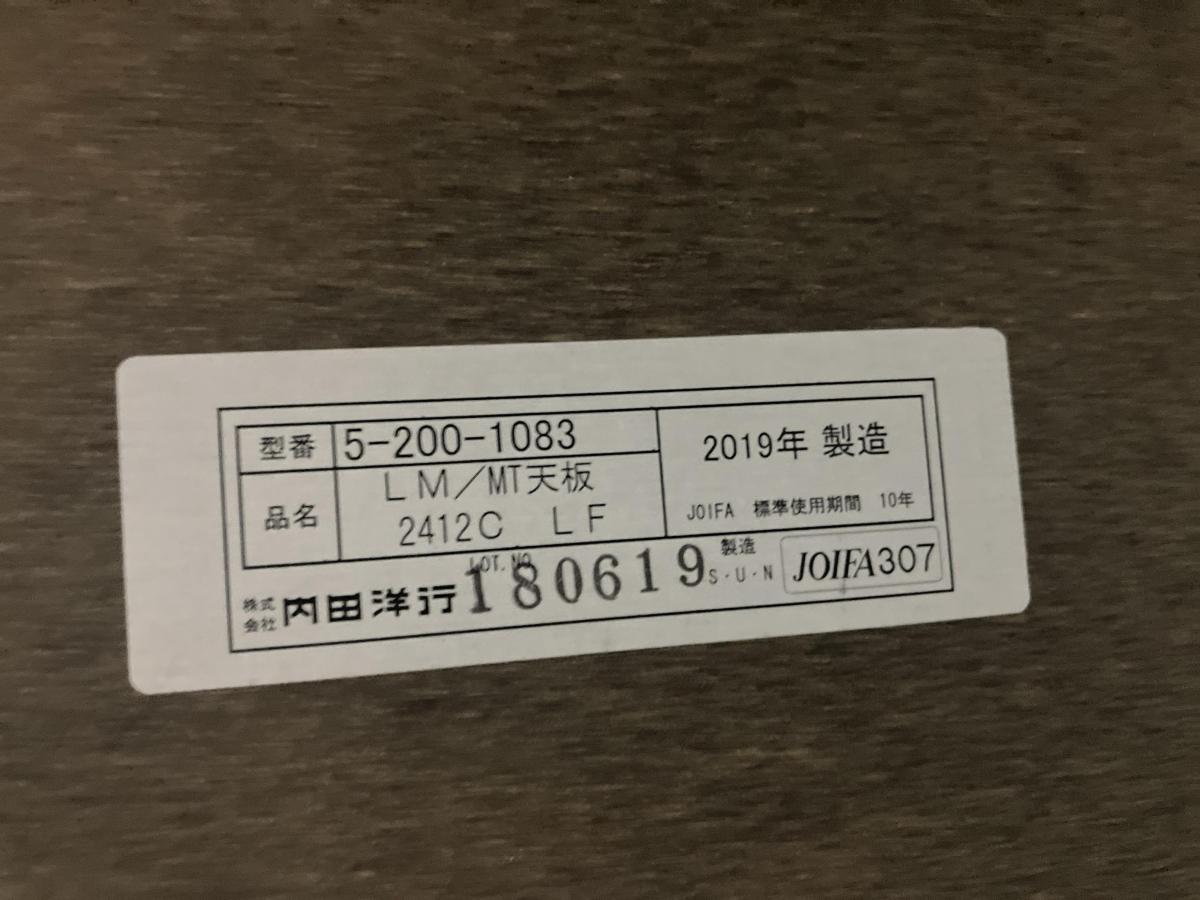 型番 5-200-1083
品名 LM/MT天板
2412C LF
2019年 製造
JOIFA 標準使用期間 10年
株式会社 内田洋行
LOT.NO
180619
製造
S・U・N
JOIFA307